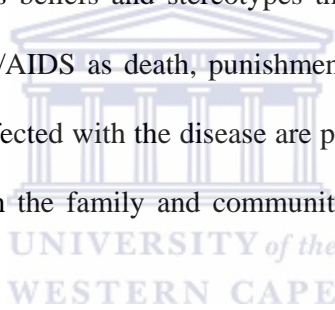 beliefs and stereotypes
/AIDS as death, punishmen
fected with the disease are p
the family and communit
UNIVERSITY of the
WESTERN CAPE